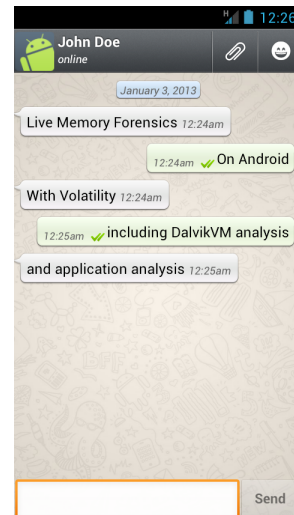 12:26
John Doe
online
January 3, 2013
Live Memory Forensics 12:24am
12:24am On Android
With Volatility 12:24am
12:25am including DalvikVM analysis
and application analysis 12:25am
Send